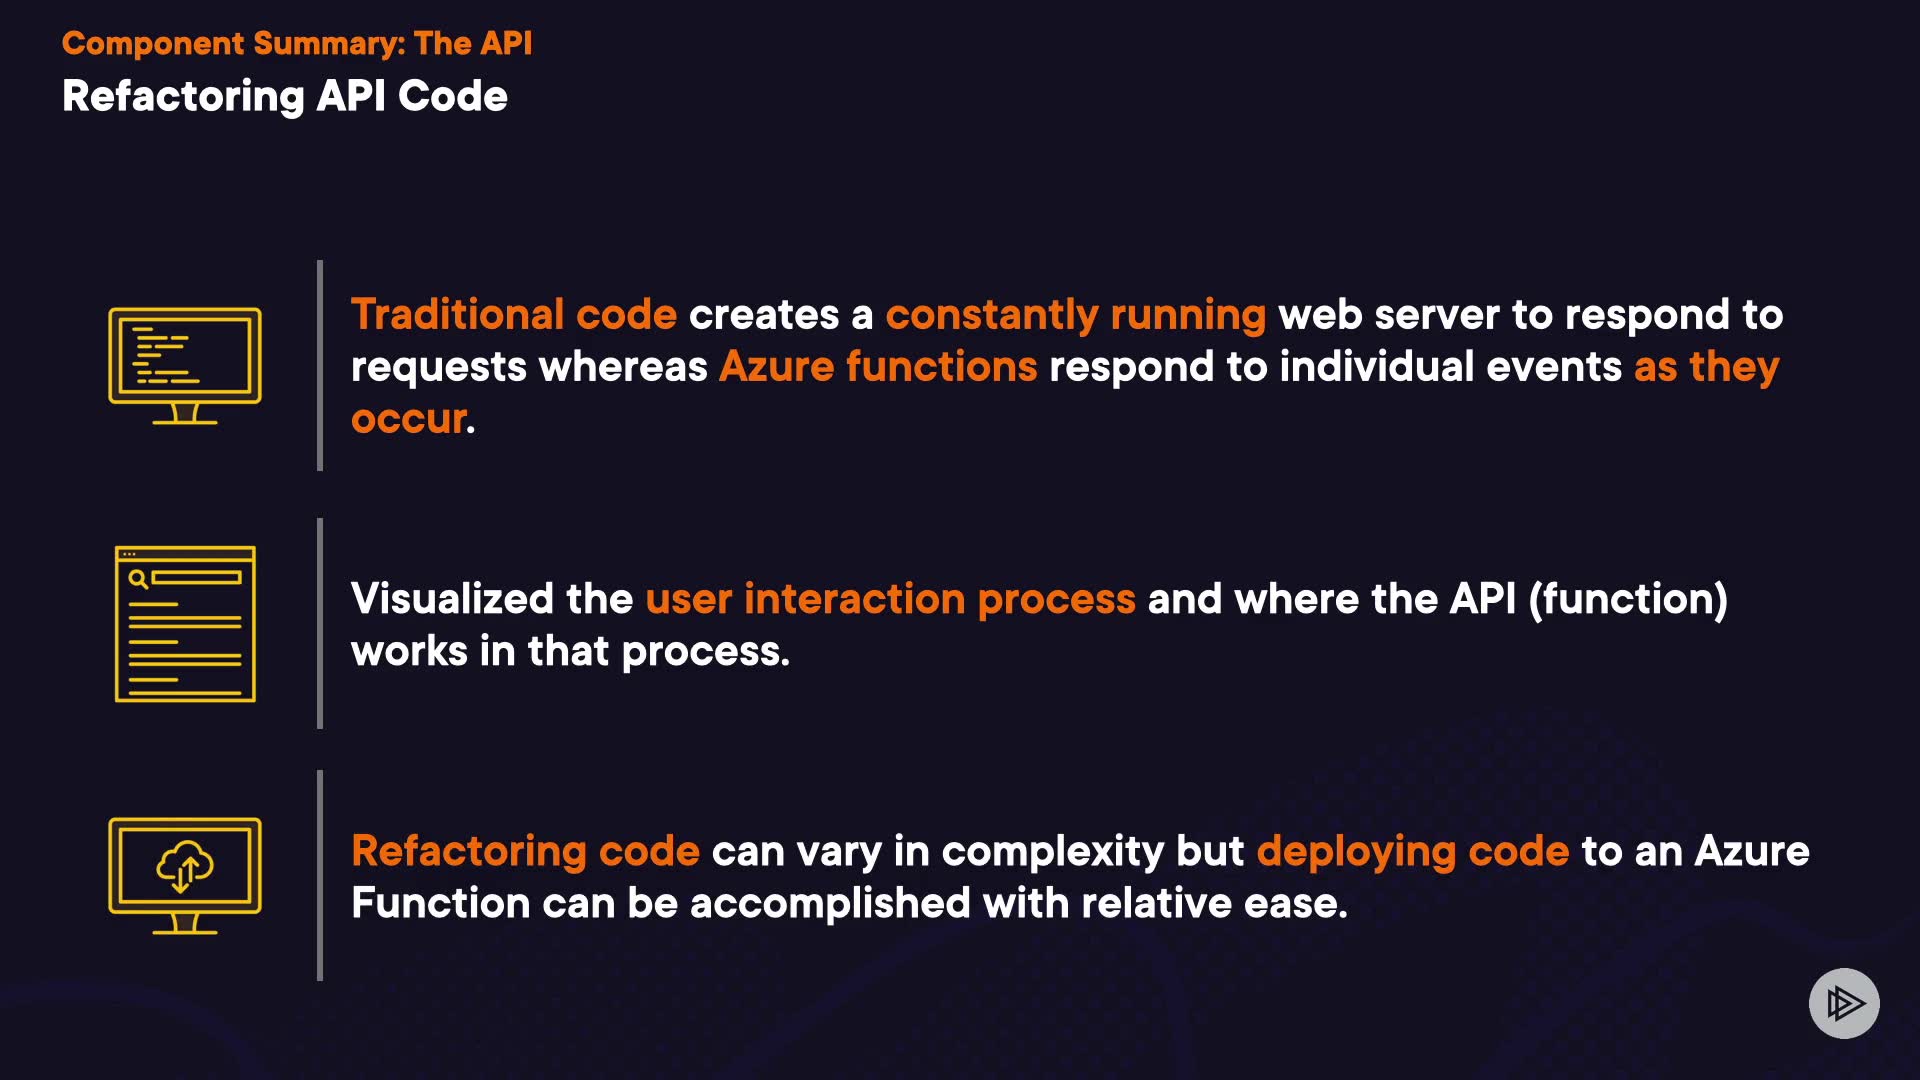 Component Summary: The API
Refactoring API Code
Traditional code creates a constantly running web server to respond to
requests whereas Azure functions respond to individual events as they
occur.
Visualized the user interaction process and where the API (function)
works in that process.
Refactoring code can vary in complexity but deploying code to an Azure
Function can be accomplished with relative ease.